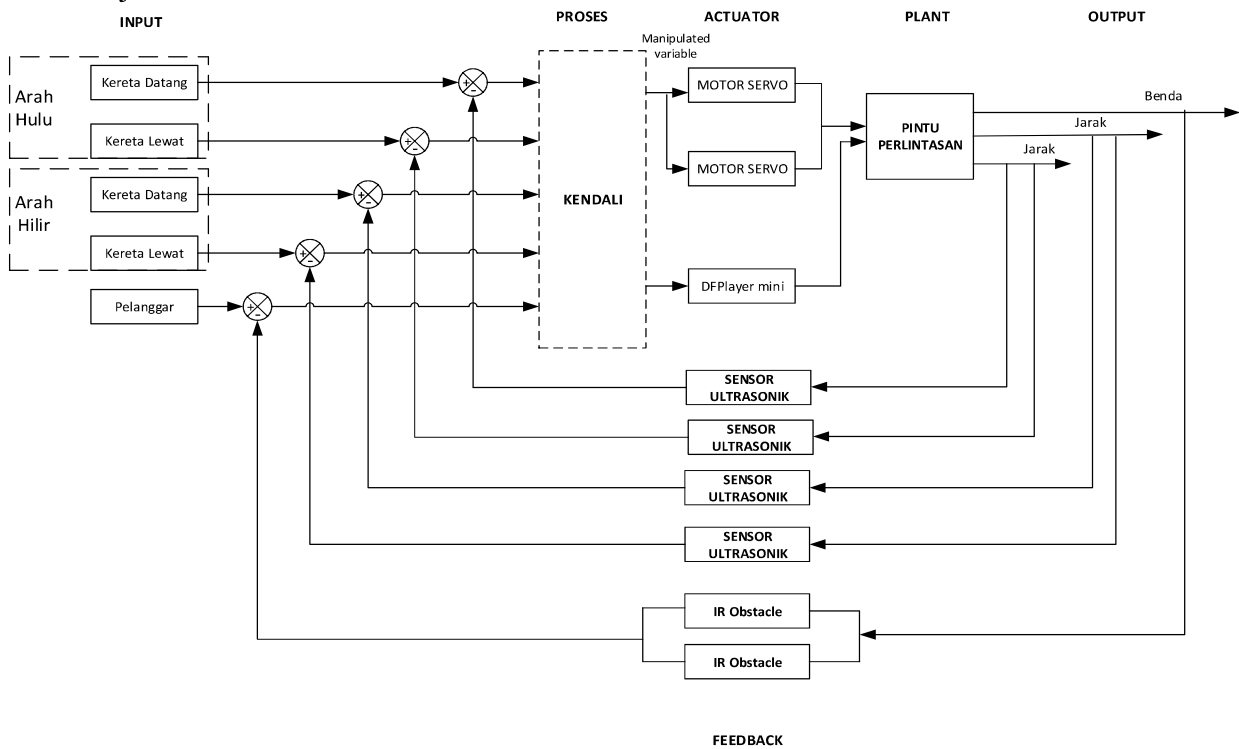 INPUT
PROSES
ACTUATOR
PLANT
OUTPUT
Arah
Hulu
Kereta Datang
Kereta Lewat
Arah
Hilir
Kereta Datang
Kereta Lewat
Pelanggar
+
-
+
-
+
-
+
-
+
-
KENDALI
Manipulated
variable
MOTOR SERVO
MOTOR SERVO
DFPlayer mini
PINTU
PERLINTASAN
Benda
Jarak
Jarak
SENSOR
ULTRASONIK
SENSOR
ULTRASONIK
SENSOR
ULTRASONIK
SENSOR
ULTRASONIK
IR Obstacle
IR Obstacle
FEEDBACK